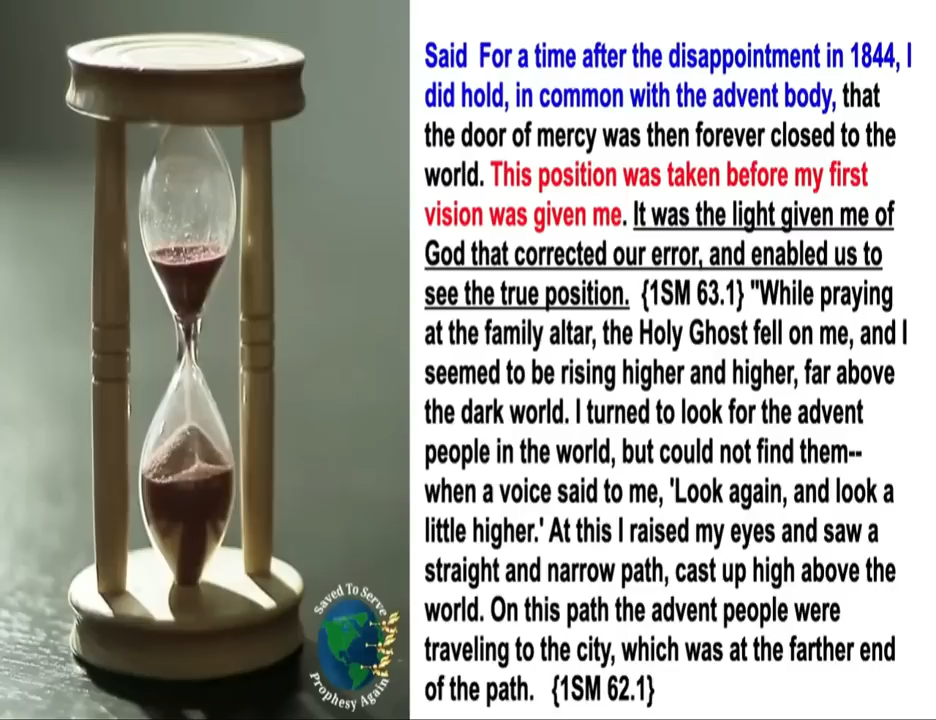 Said  For a time after the disappointment in 1844, I
did hold, in common with the advent body, that
the door of mercy was then forever closed to the
world. This position was taken before my first
vision was given me. It was the light given me of
God that corrected our error, and enabled us to
see the true position.  {1SM 63.1} "While praying
at the family altar, the Holy Ghost fell on me, and I
seemed to be rising higher and higher, far above
the dark world. I turned to look for the advent
people in the world, but could not find them--
when a voice said to me, 'Look again, and look a
little higher.' At this I raised my eyes and saw a
straight and narrow path, cast up high above the
world. On this path the advent people were
traveling to the city, which was at the farther end
of the path.   {1SM 62.1}
Saved To Serve
Prophesy Again